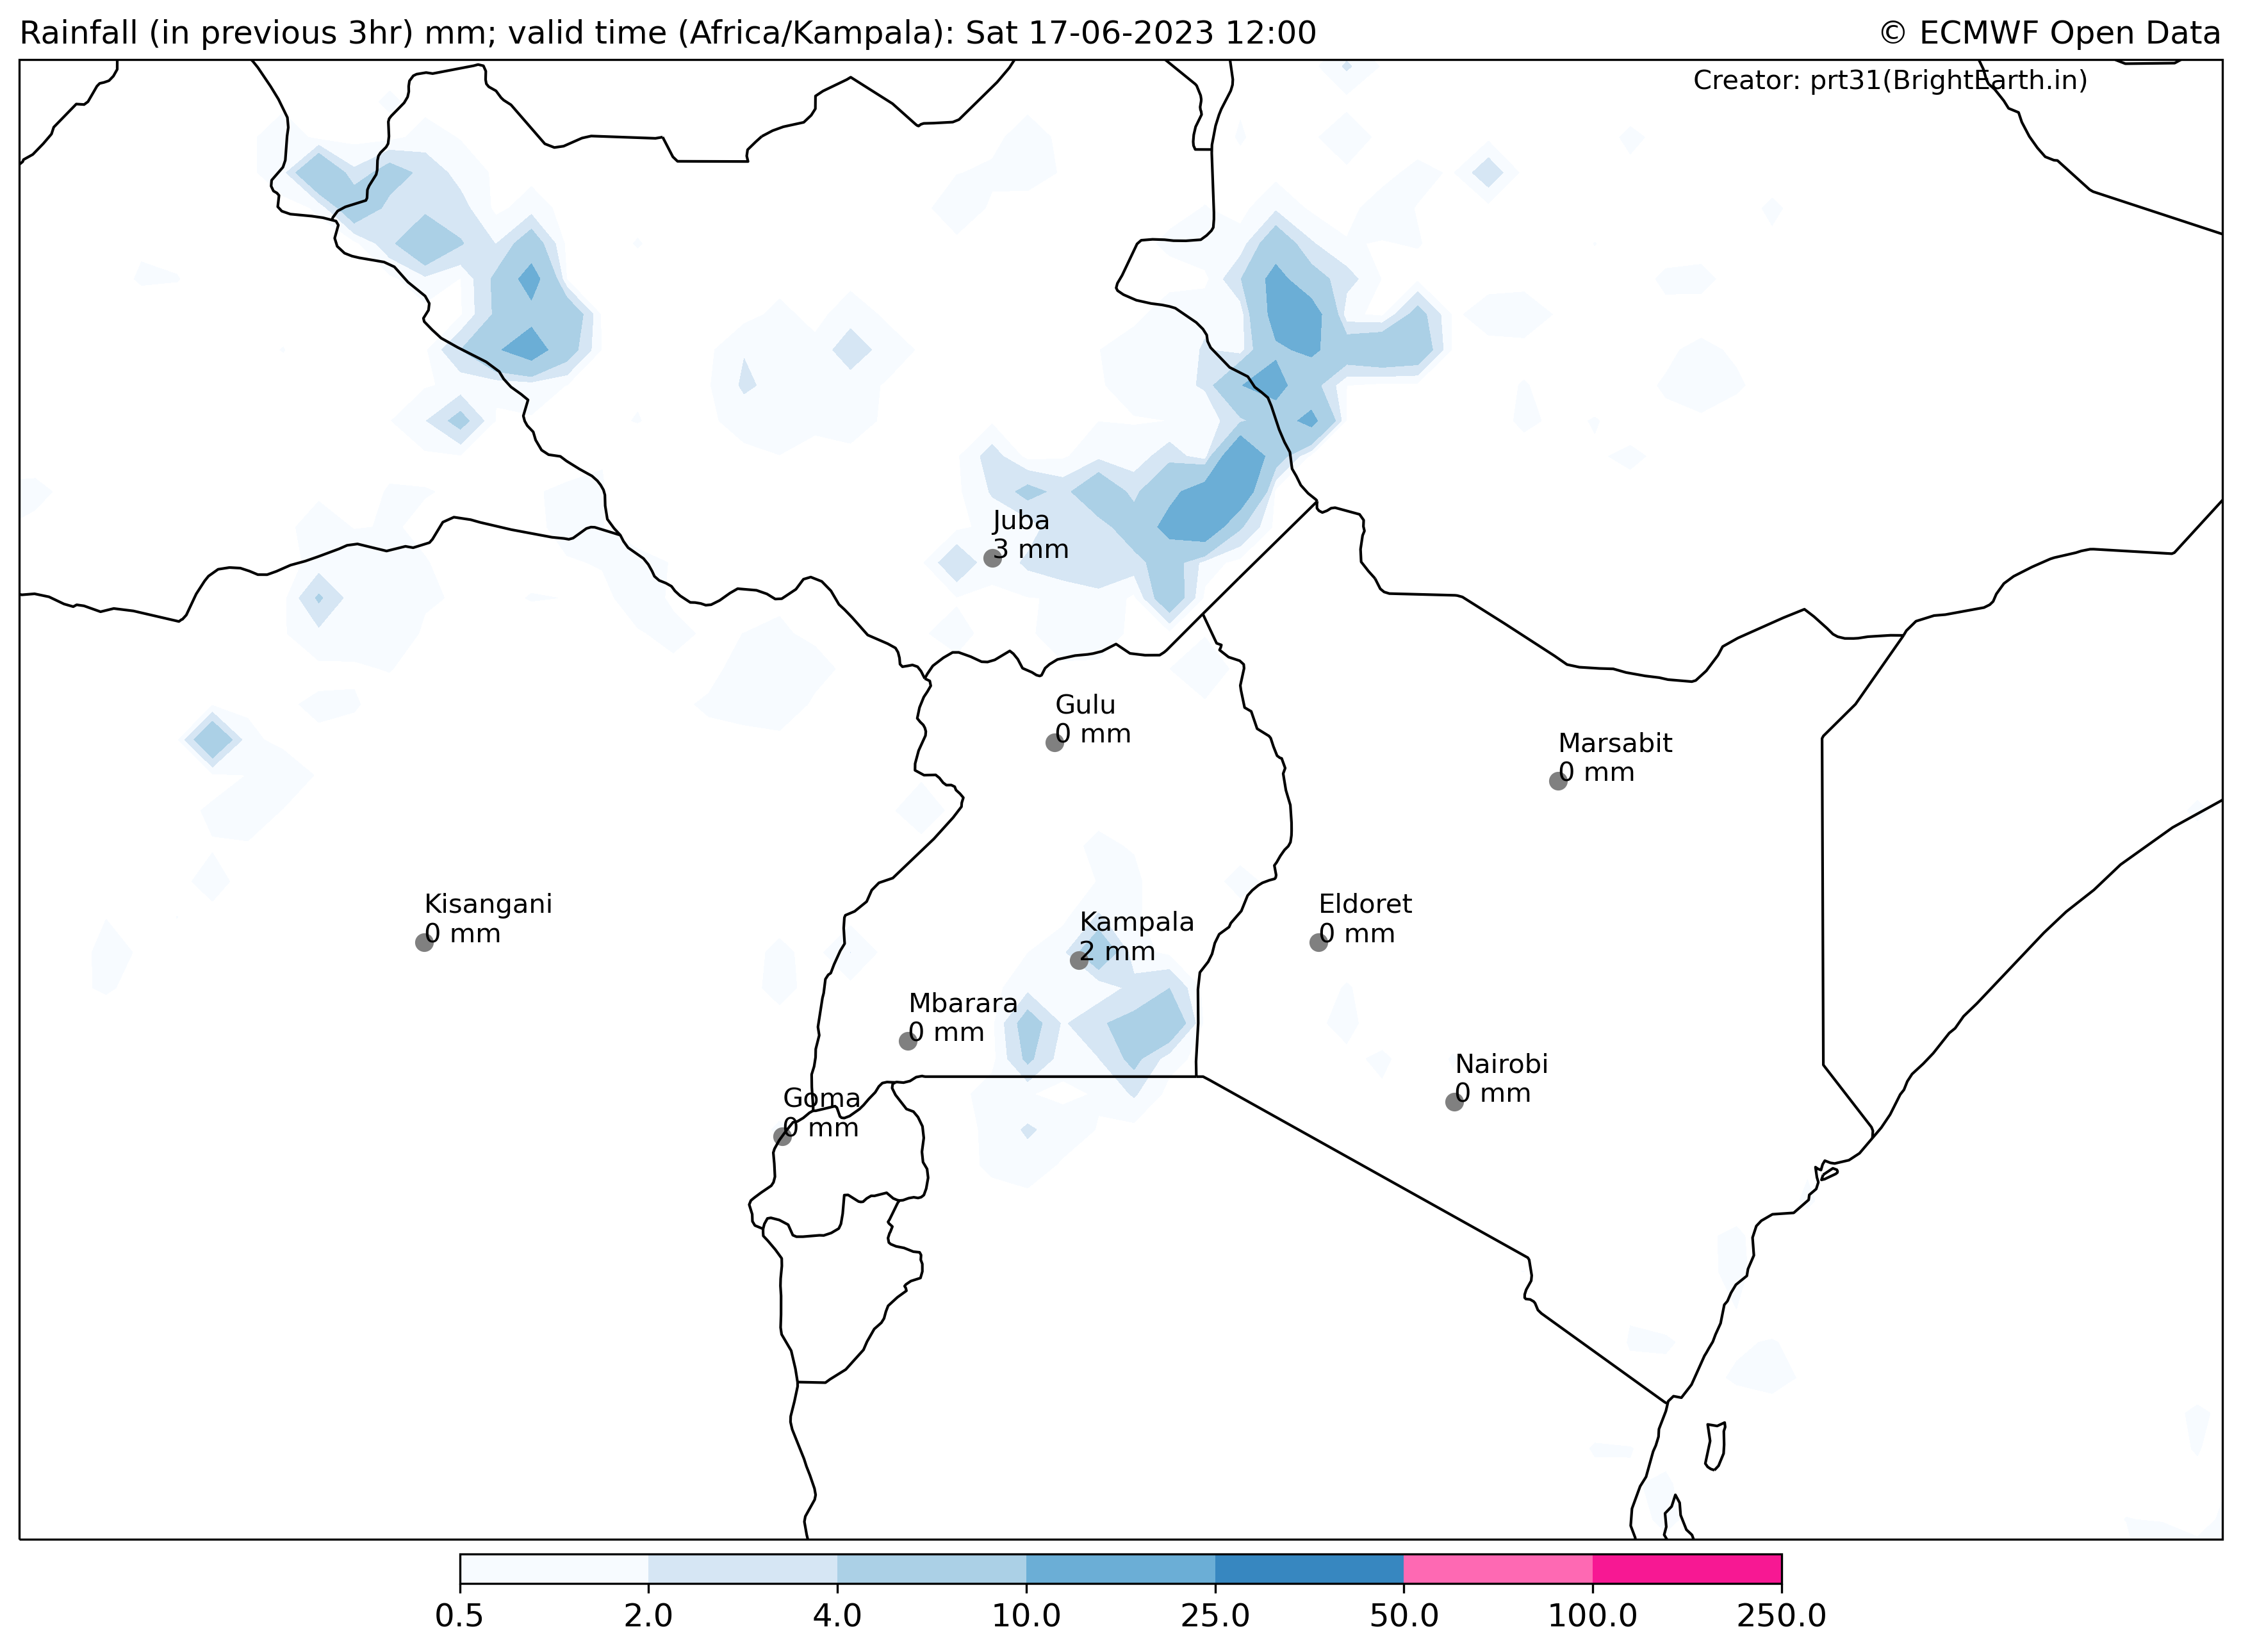 Rainfall (in previous 3hr) mm; valid time (Africa/Kampala): Sat 17-06-2023 12:00
© ECMWF Open Data
Creator: prt31(BrightEarth.in)
Juba
3 mm
Gulu
0 mm
Marsabit
0 mm
Kisangani
0 mm
Kampala
2 mm
Eldoret
0 mm
Mbarara
0 mm
Nairobi
0 mm
Goma
0 mm
0.5 2.0 4.0 10.0 25.0 50.0 100.0 250.0